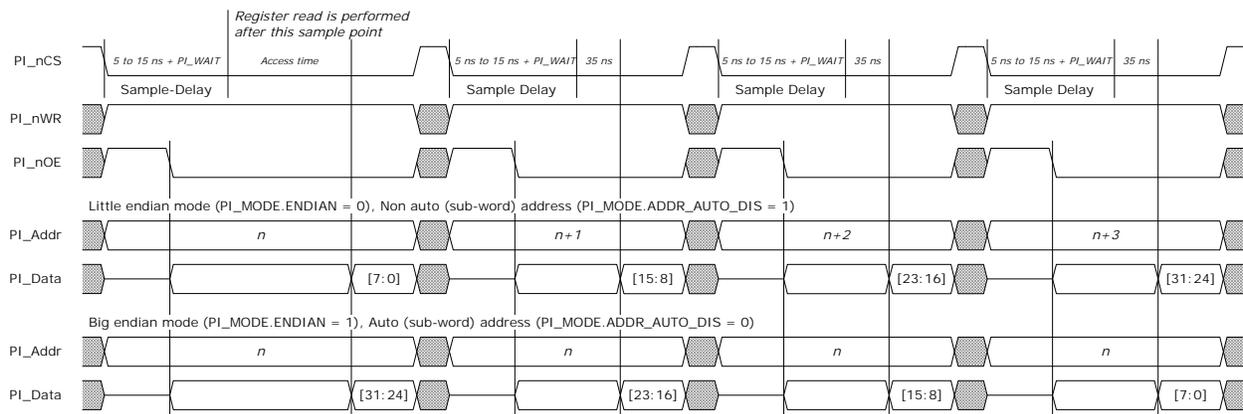 Register read is performed
after this sample point
PI_nCS
5 to 15 ns + PI_WAIT Access time 5 ns to 15 ns + PI_WAIT 35 ns 5 ns to 15 ns + PI_WAIT 35 ns 5 ns to 15 ns + PI_WAIT 35 ns
Sample-Delay Sample Delay Sample Delay Sample Delay
PI_nWR
PI_nOE
Little endian mode (PI_MODE.ENDIAN = 0), Non auto (sub-word) address (PI_MODE.ADDR_AUTO_DIS = 1)
PI_Addr n n+1 n+2 n+3
PI_Data [7:0] [15:8] [23:16] [31:24]
Big endian mode (PI_MODE.ENDIAN = 1), Auto (sub-word) address (PI_MODE.ADDR_AUTO_DIS = 0)
PI_Addr n n n n
PI_Data [31:24] [23:16] [15:8] [7:0]